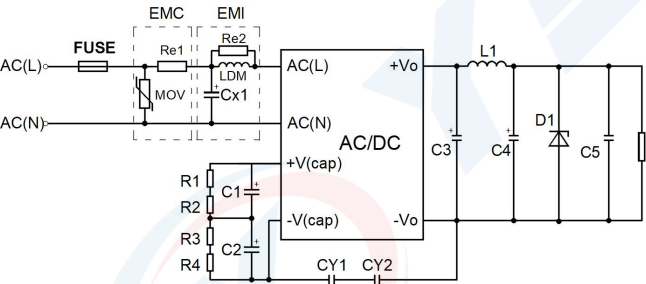 EMC EMI
FUSE Re1 Re2
AC(L) LDM AC(L) +Vo L1
MOV Cx1
AC(N) AC(N)
AC/DC D1
C3 C4 C5
+V(cap)
R1 C1
R2
-V(cap) -Vo
R3 C2
R4
CY1 CY2